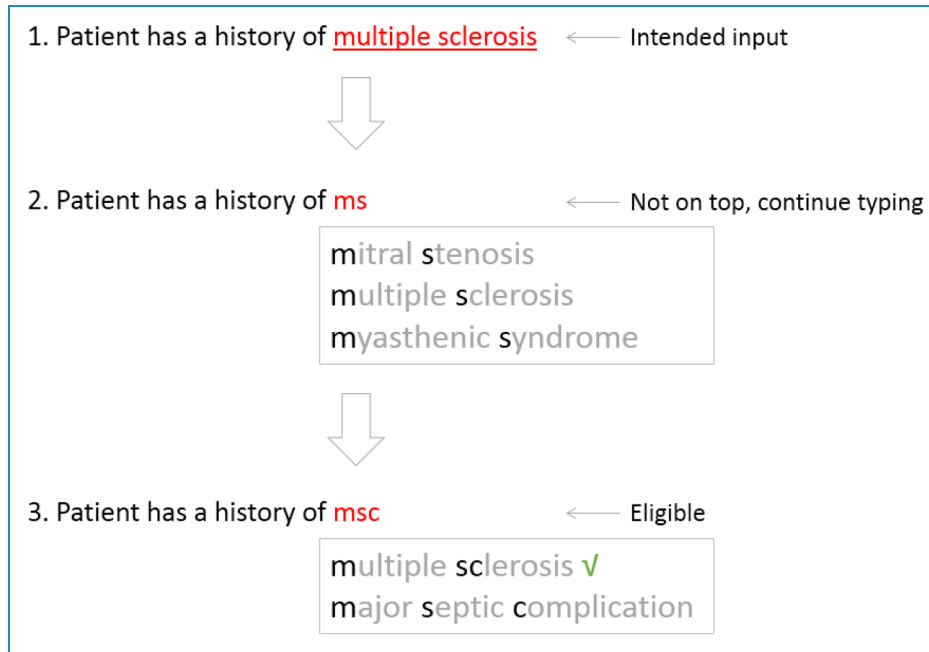 1. Patient has a history of multiple sclerosis Intended input
2. Patient has a history of ms Not on top, continue typing
mitral stenosis
multiple sclerosis
myasthenic syndrome
3. Patient has a history of msc Eligible
multiple sclerosis √
major septic complication